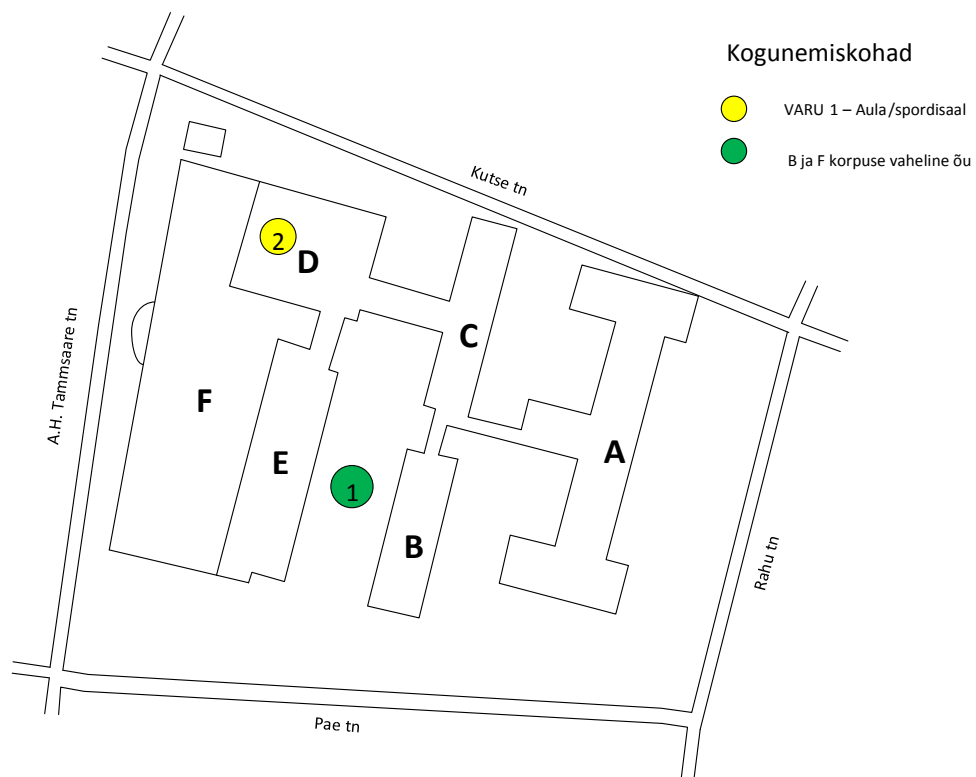 Kogunemiskohad
VARU 1 – Aula/spordisaal
B ja F korpuse vaheline õu
Kutse tn
2
D
C
A.H. Tammsaare tn
F
A
E
1
B
Rahu tn
Pae tn